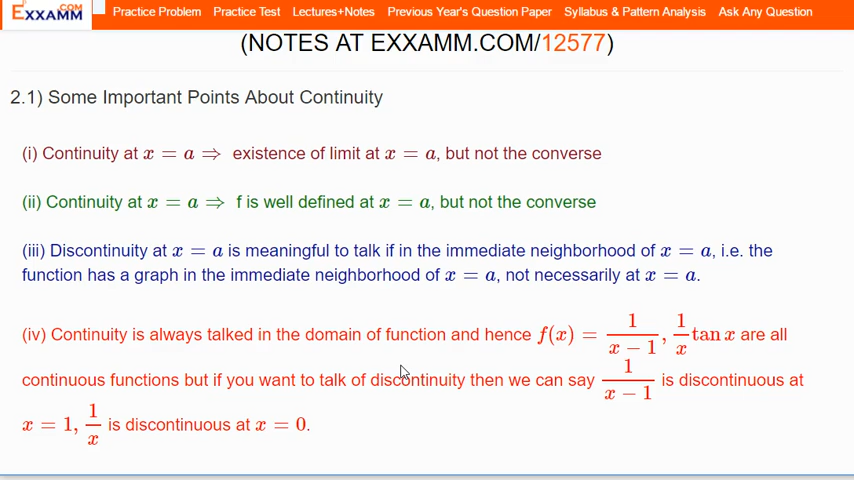 EXXAMM.COM Practice Problem Practice Test Lectures+Notes Previous Year's Question Paper Syllabus & Pattern Analysis Ask Any Question
(NOTES AT EXXAMM.COM/12577)
2.1) Some Important Points About Continuity
(i) Continuity at x = a ⇒ existence of limit at x = a, but not the converse
(ii) Continuity at x = a ⇒ f is well defined at x = a, but not the converse
(iii) Discontinuity at x = a is meaningful to talk if in the immediate neighborhood of x = a, i.e. the
function has a graph in the immediate neighborhood of x = a, not necessarily at x = a.
(iv) Continuity is always talked in the domain of function and hence f(x) = 1/(x − 1), 1/x tan x are all
continuous functions but if you want to talk of discontinuity then we can say 1/(x − 1) is discontinuous at
x = 1, 1/x is discontinuous at x = 0.